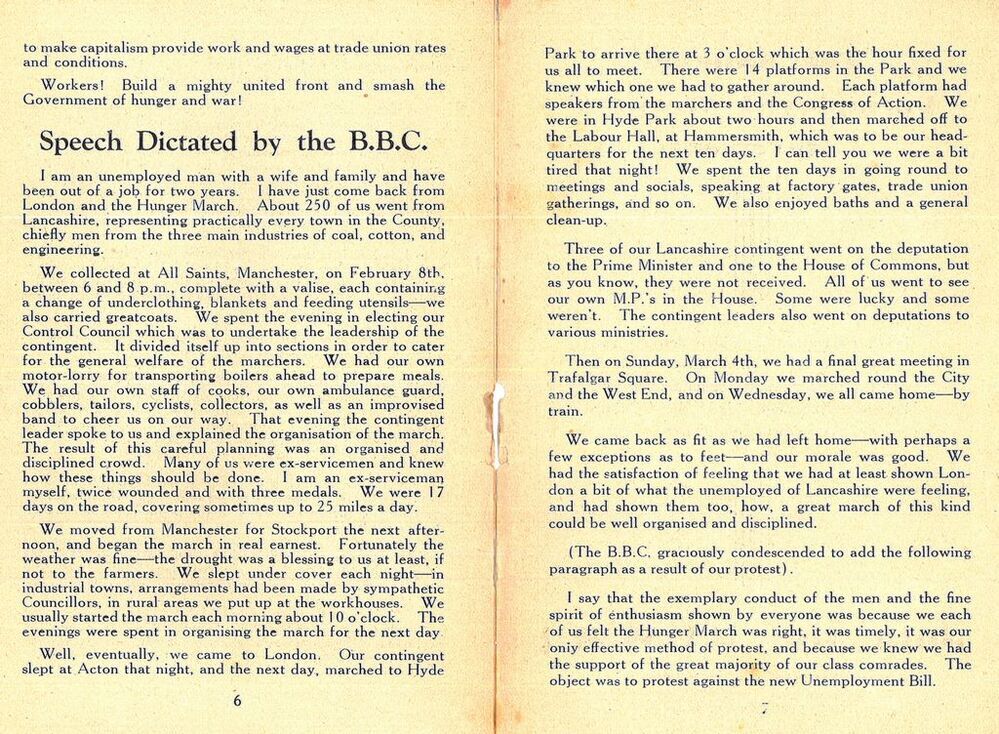 to make capitalism provide work and wages at trade union rates
and conditions.
Workers! Build a mighty united front and smash the
Government of hunger and war!
Speech Dictated by the B.B.C.
I am an unemployed man with a wife and family and have
been out of a job for two years. I have just come back from
London and the Hunger March. About 250 of us went from
Lancashire, representing practically every town in the County,
chiefly men from the three main industries of coal, cotton, and
engineering.
We collected at All Saints, Manchester, on February 8th,
between 6 and 8 p.m., complete with a valise, each containing
a change of underclothing, blankets and feeding utensils—we
also carried greatcoats. We spent the evening in electing our
Control Council which was to undertake the leadership of the
contingent. It divided itself up into sections in order to cater
for the general welfare of the marchers. We had our own
motor-lorry for transporting boilers ahead to prepare meals.
We had our own staff of cooks, our own ambulance guard,
cobblers, tailors, cyclists, collectors, as well as an improvised
band to cheer us on our way. That evening the contingent
leader spoke to us and explained the organisation of the march.
The result of this careful planning was an organised and
disciplined crowd. Many of us were ex-servicemen and knew
how these things should be done. I am an ex-serviceman
myself, twice wounded and with three medals. We were 17
days on the road, covering sometimes up to 25 miles a day.
We moved from Manchester for Stockport the next after-
noon, and began the march in real earnest. Fortunately the
weather was fine—the drought was a blessing to us at least, if
not to the farmers. We slept under cover each night—in
industrial towns, arrangements had been made by sympathetic
Councillors, in rural areas we put up at the workhouses. We
usually started the march each morning about 10 o'clock. The
evenings were spent in organising the march for the next day
Well, eventually, we came to London. Our contingent
slept at Acton that night, and the next day, marched to Hyde
6
Park to arrive there at 3 o'clock which was the hour fixed for
us all to meet. There were 14 platforms in the Park and we
knew which one we had to gather around. Each platform had
speakers from the marchers and the Congress of Action. We
were in Hyde Park about two hours and then marched off to
the Labour Hall, at Hammersmith, which was to be our head-
quarters for the next ten days. I can tell you we were a bit
tired that night! We spent the ten days in going round to
meetings and socials, speaking at factory gates, trade union
gatherings, and so on. We also enjoyed baths and a general
clean-up.
Three of our Lancashire contingent went on the deputation
to the Prime Minister and one to the House of Commons, but
as you know, they were not received. All of us went to see
our own M.P.'s in the House. Some were lucky and some
weren't. The contingent leaders also went on deputations to
various ministries.
Then on Sunday, March 4th, we had a final great meeting in
Trafalgar Square. On Monday we marched round the City
and the West End, and on Wednesday, we all came home—by
train.
We came back as fit as we had left home—with perhaps a
few exceptions as to feet—and our morale was good. We
had the satisfaction of feeling that we had at least shown Lon-
don a bit of what the unemployed of Lancashire were feeling,
and had shown them too, how, a great march of this kind
could be well organised and disciplined.
(The B.B.C. graciously condescended to add the following
paragraph as a result of our protest).
I say that the exemplary conduct of the men and the fine
spirit of enthusiasm shown by everyone was because we each
of us felt the Hunger March was right, it was timely, it was our
only effective method of protest, and because we knew we had
the support of the great majority of our class comrades. The
object was to protest against the new Unemployment Bill.
7